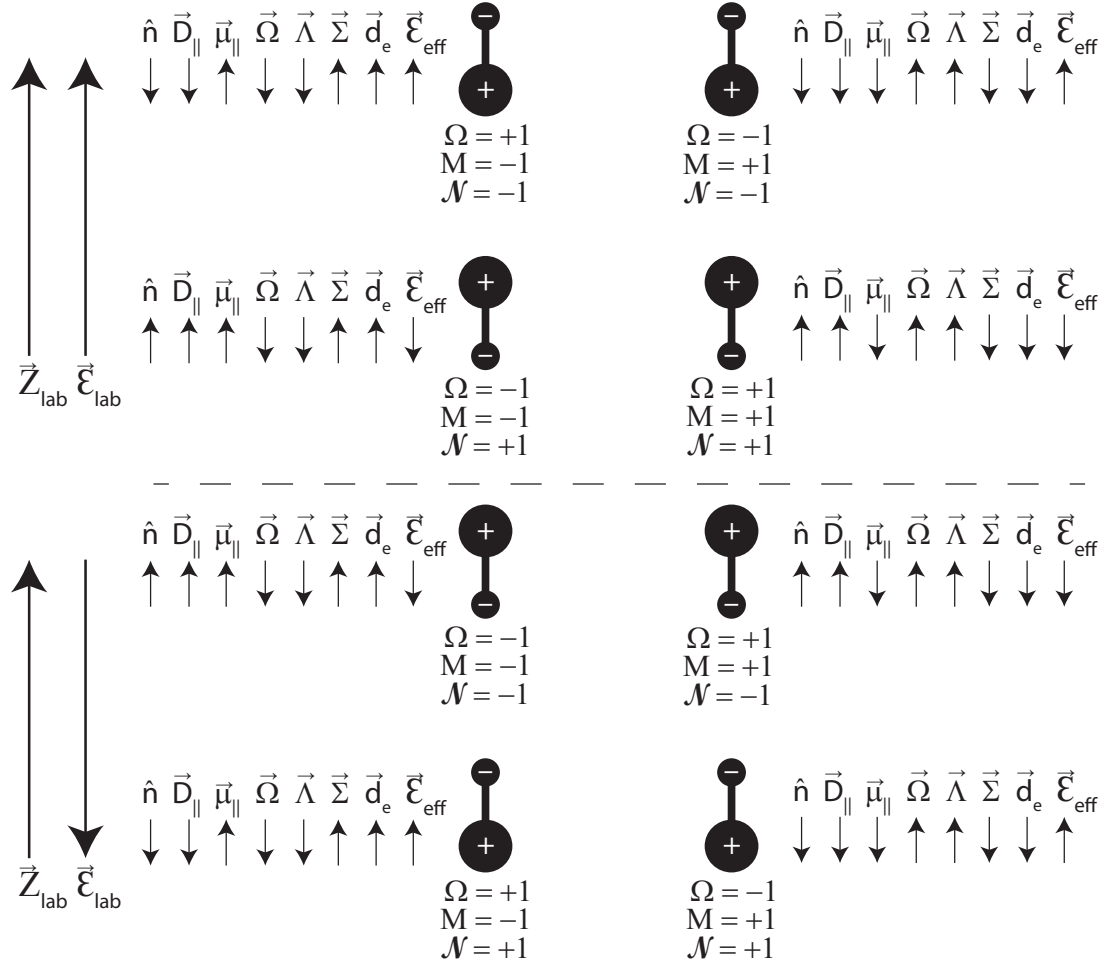 n̂ D⃗|| μ⃗|| Ω⃗ Λ⃗ Σ⃗ d⃗e ℰ⃗eff
−
+
Ω = +1
M = −1
𝒩 = −1
−
+
Ω = −1
M = +1
𝒩 = −1
n̂ D⃗|| μ⃗|| Ω⃗ Λ⃗ Σ⃗ d⃗e ℰ⃗eff
n̂ D⃗|| μ⃗|| Ω⃗ Λ⃗ Σ⃗ d⃗e ℰ⃗eff
+
−
Ω = −1
M = −1
𝒩 = +1
+
−
Ω = +1
M = +1
𝒩 = +1
n̂ D⃗|| μ⃗|| Ω⃗ Λ⃗ Σ⃗ d⃗e ℰ⃗eff
Z⃗lab ℰ⃗lab
n̂ D⃗|| μ⃗|| Ω⃗ Λ⃗ Σ⃗ d⃗e ℰ⃗eff
+
−
Ω = −1
M = −1
𝒩 = −1
+
−
Ω = +1
M = +1
𝒩 = −1
n̂ D⃗|| μ⃗|| Ω⃗ Λ⃗ Σ⃗ d⃗e ℰ⃗eff
n̂ D⃗|| μ⃗|| Ω⃗ Λ⃗ Σ⃗ d⃗e ℰ⃗eff
−
+
Ω = +1
M = −1
𝒩 = +1
−
+
Ω = −1
M = +1
𝒩 = +1
n̂ D⃗|| μ⃗|| Ω⃗ Λ⃗ Σ⃗ d⃗e ℰ⃗eff
Z⃗lab ℰ⃗lab